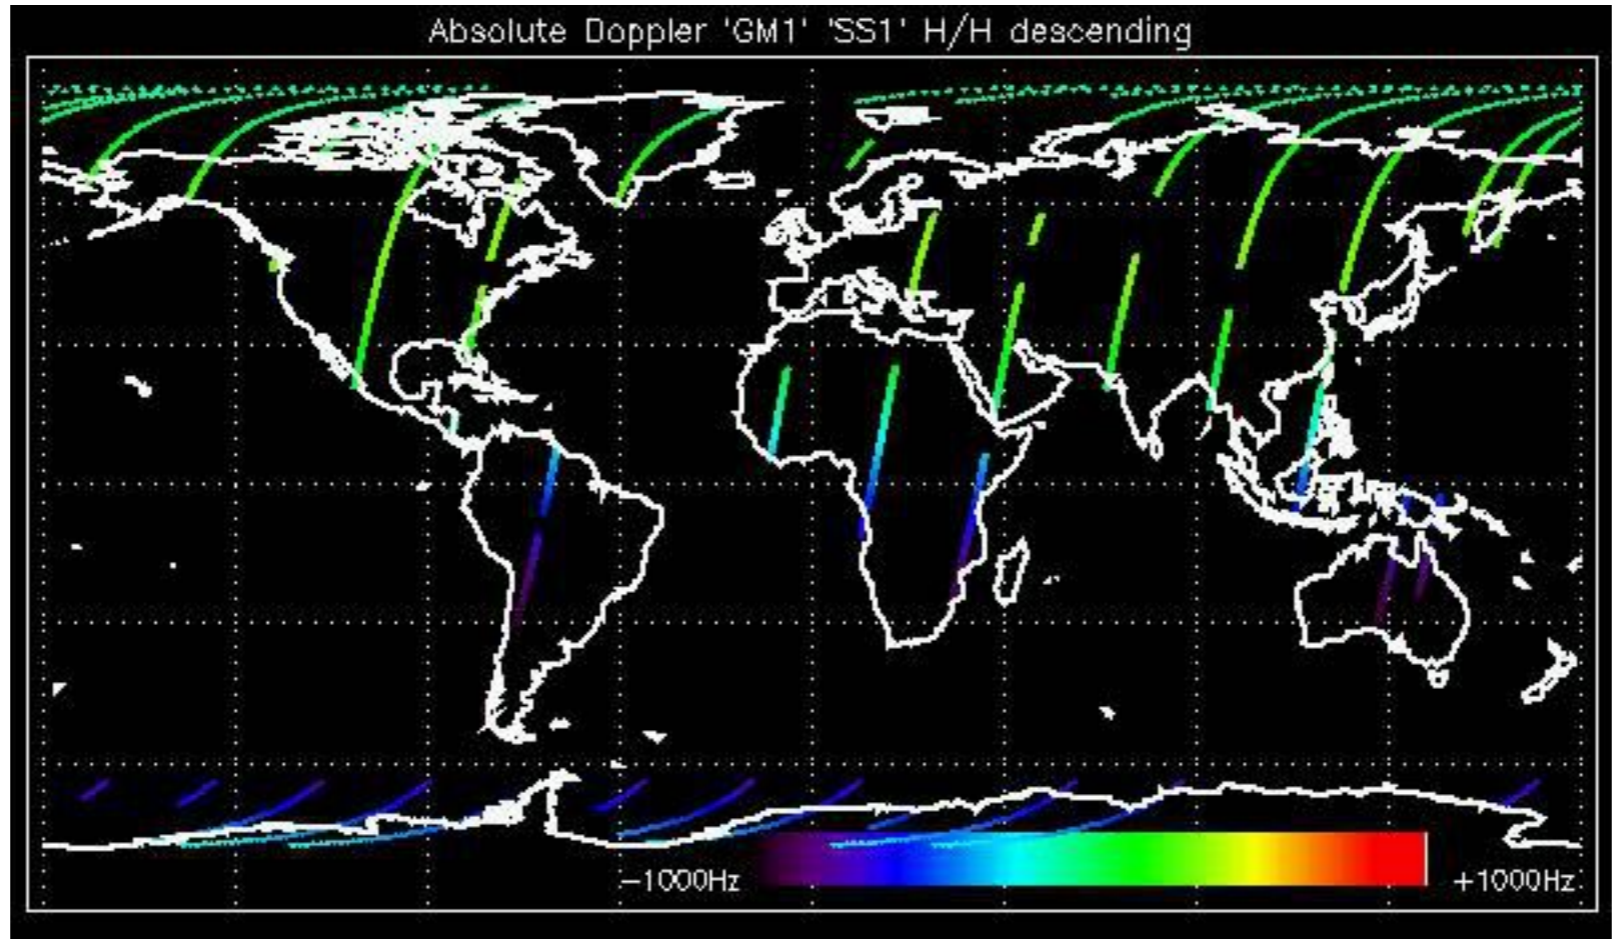 Absolute Doppler 'GM1' 'SS1' H/H descending
−1000Hz
+1000Hz